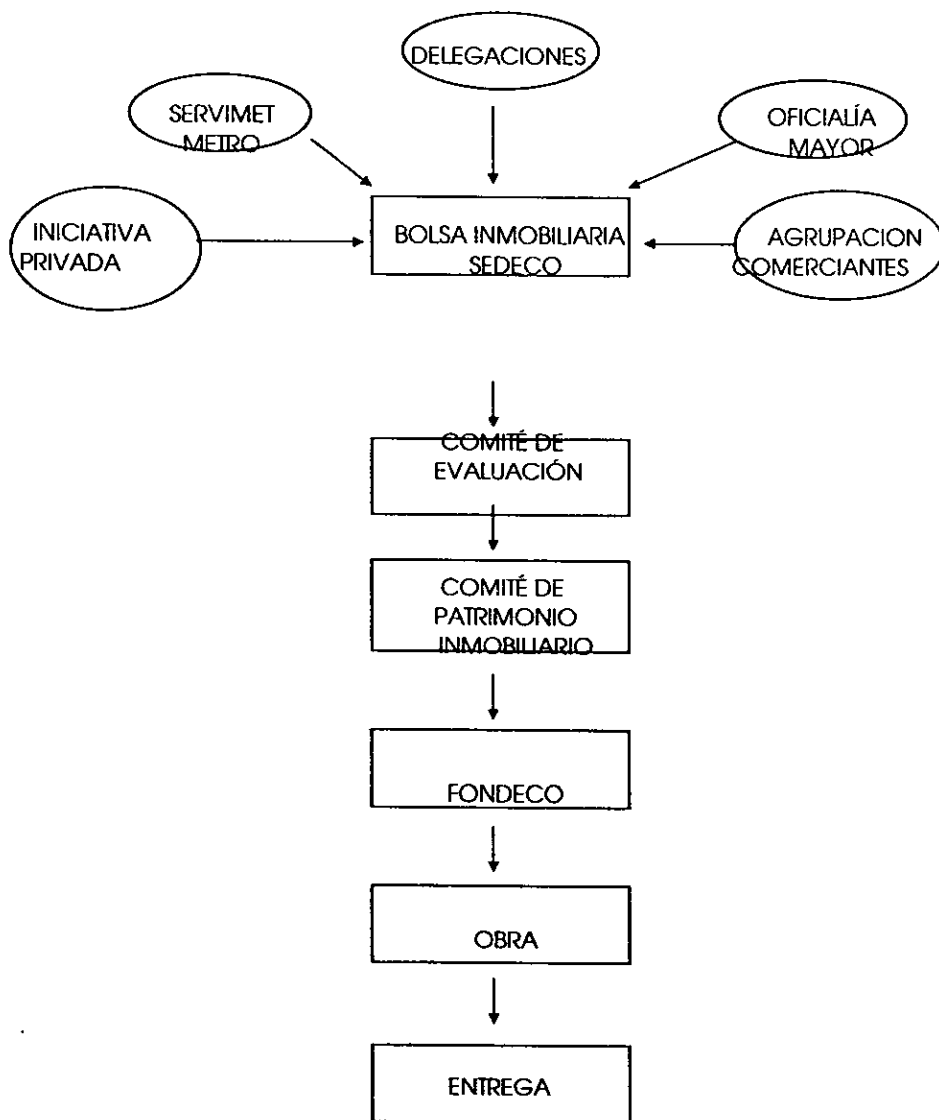 DELEGACIONES
SERVIMET
METRO
OFICIALÍA
MAYOR
INICIATIVA
PRIVADA
BOLSA INMOBILIARIA
SEDECO
AGRUPACION
COMERCIANTES
COMITÉ DE
EVALUACIÓN
COMITÉ DE
PATRIMONIO
INMOBILIARIO
FONDECO
OBRA
ENTREGA